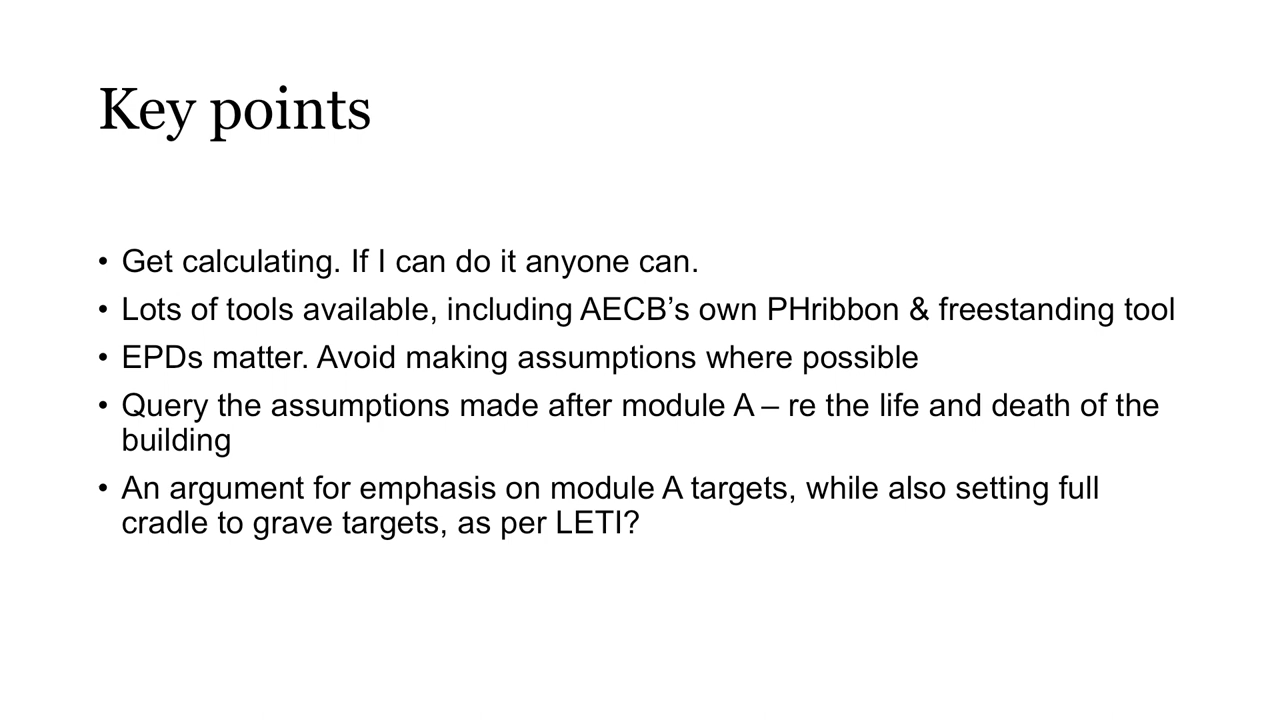 Key points
• Get calculating. If I can do it anyone can.
• Lots of tools available, including AECB’s own PHribbon & freestanding tool
• EPDs matter. Avoid making assumptions where possible
• Query the assumptions made after module A – re the life and death of the
building
• An argument for emphasis on module A targets, while also setting full
cradle to grave targets, as per LETI?